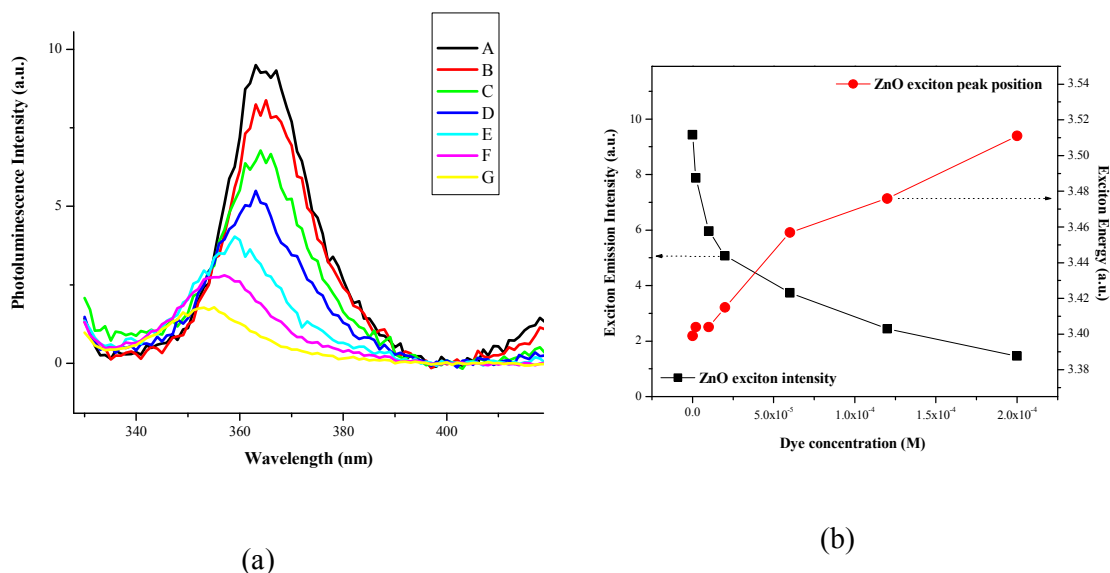 Photoluminescence Intensity (a.u.)
10
5
0
340
360
380
400
Wavelength (nm)
A
B
C
D
E
F
G
(a)
Exciton Emission Intensity (a.u.)
10
8
6
4
2
0
ZnO exciton peak position
ZnO exciton intensity
3.54
3.52
3.50
3.48
3.46
3.44
3.42
3.40
3.38
Exciton Energy
(a.u.)
0.0
5.0x10⁻⁵
1.0x10⁻⁴
1.5x10⁻⁴
2.0x10⁻⁴
Dye concentration (M)
(b)